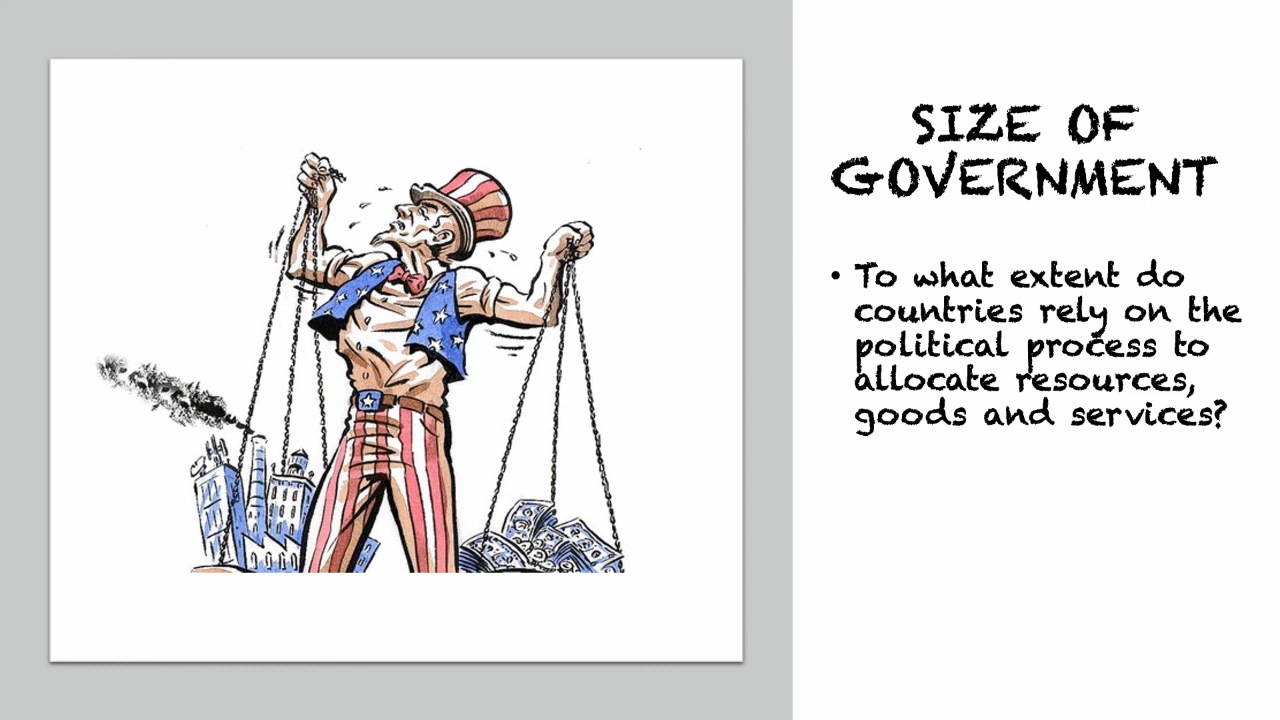 SIZE OF
GOVERNMENT
• To what extent do
countries rely on the
political process to
allocate resources,
goods and services?